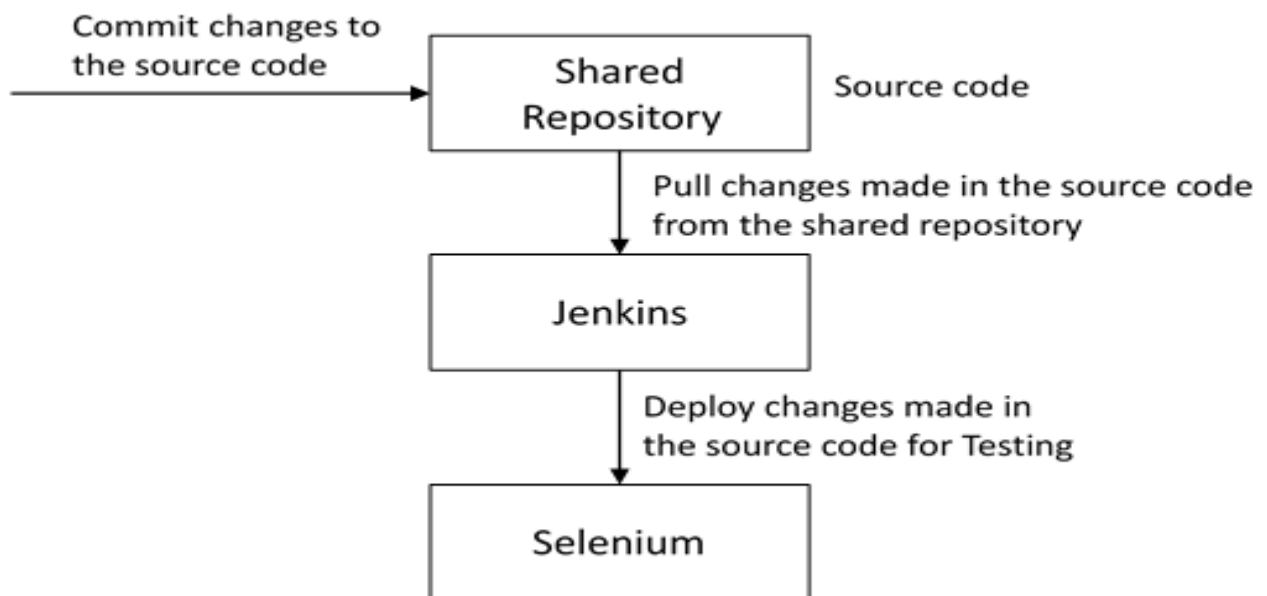 Commit changes to
the source code
Shared
Repository
Source code
Pull changes made in the source code
from the shared repository
Jenkins
Deploy changes made in
the source code for Testing
Selenium